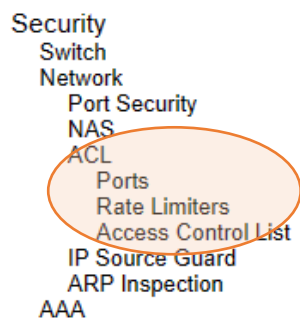 Security
Switch
Network
Port Security
NAS
ACL
Ports
Rate Limiters
Access Control List
IP Source Guard
ARP Inspection
AAA